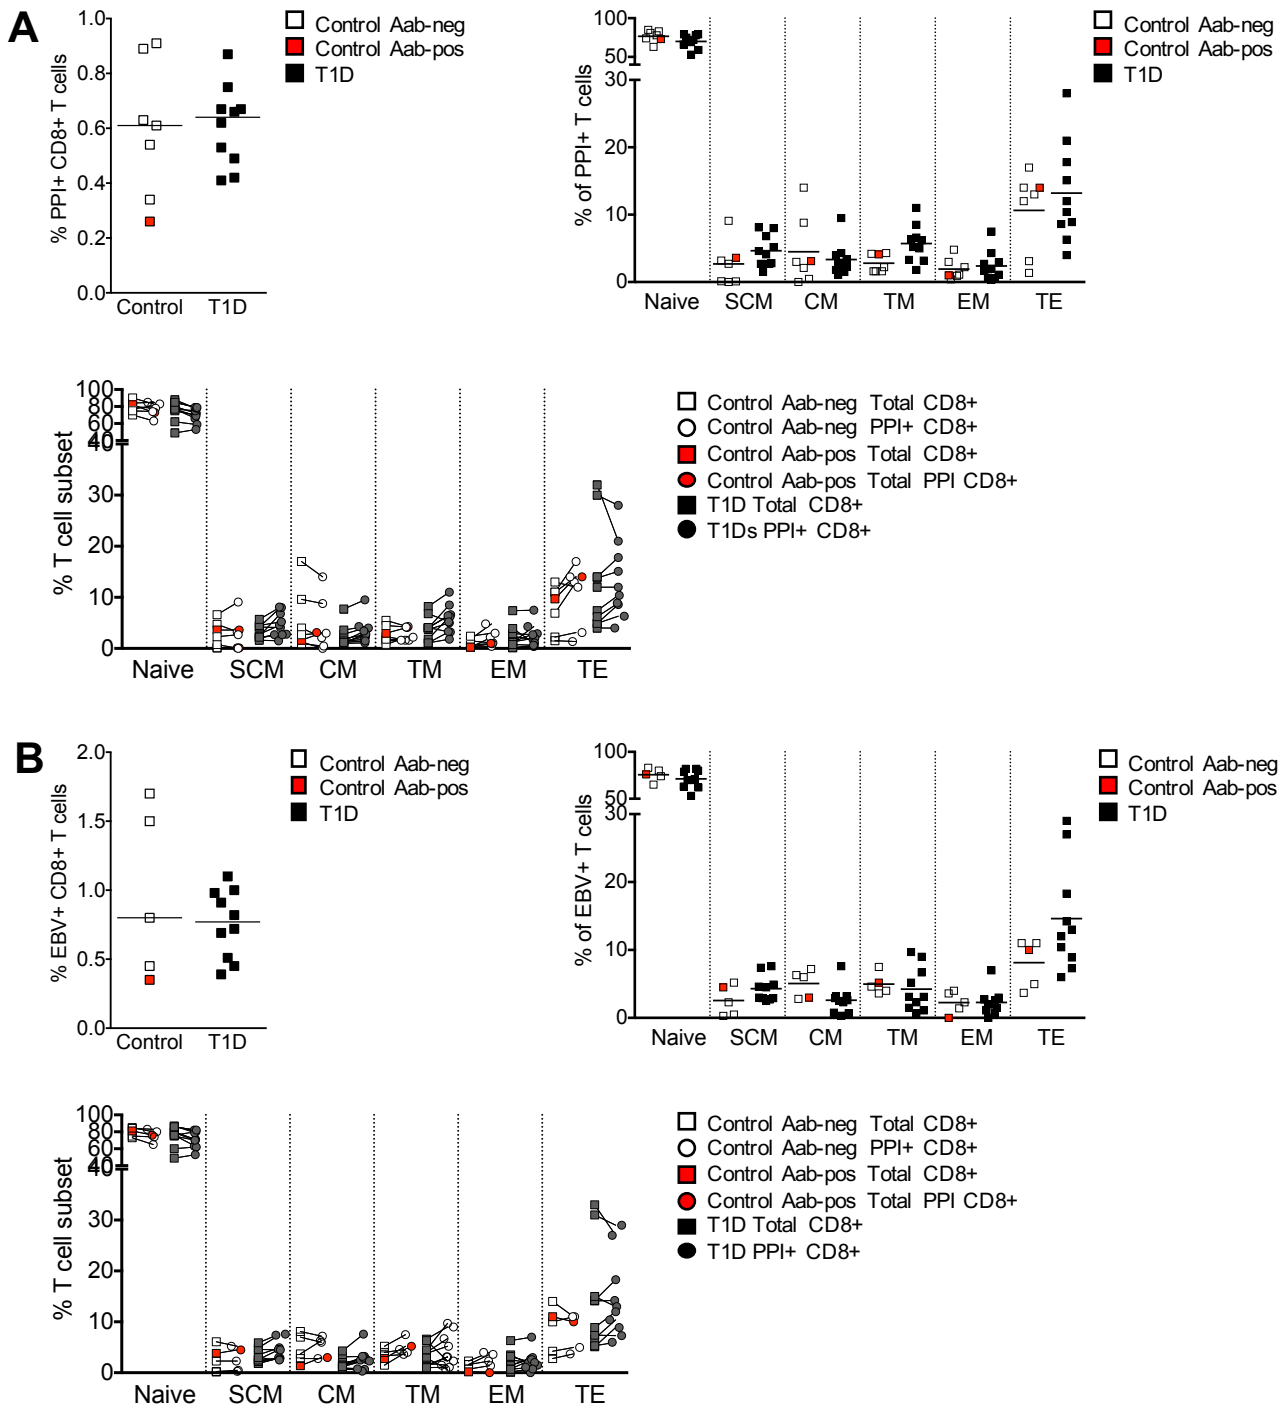 A
% PPI+ CD8+ T cells
1.0
0.8
0.6
0.4
0.2
0.0
Control T1D
Control Aab-neg
Control Aab-pos
T1D
% of PPI+ T cells
100
50
30
20
10
0
Naive SCM CM TM EM TE
Control Aab-neg
Control Aab-pos
T1D
% T cell subset
100
80
60
40
40
30
20
10
0
Naive SCM CM TM EM TE
Control Aab-neg Total CD8+
Control Aab-neg PPI+ CD8+
Control Aab-pos Total CD8+
Control Aab-pos Total PPI CD8+
T1D Total CD8+
T1Ds PPI+ CD8+
B
% EBV+ CD8+ T cells
2.0
1.5
1.0
0.5
0.0
Control T1D
Control Aab-neg
Control Aab-pos
T1D
% of EBV+ T cells
100
50
30
20
10
0
Naive SCM CM TM EM TE
Control Aab-neg
Control Aab-pos
T1D
% T cell subset
100
80
60
40
40
30
20
10
0
Naive SCM CM TM EM TE
Control Aab-neg Total CD8+
Control Aab-neg PPI+ CD8+
Control Aab-pos Total CD8+
Control Aab-pos Total PPI CD8+
T1D Total CD8+
T1D PPI+ CD8+